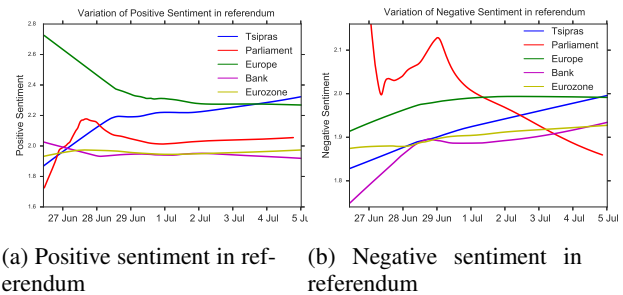 Variation of Positive Sentiment in referendum
Positive Sentiment
2.8
2.6
2.4
2.2
2.0
1.8
1.6
Tsipras
Parliament
Europe
Bank
Eurozone
27 Jun 28 Jun 29 Jun 1 Jul 2 Jul 3 Jul 4 Jul 5 Jul
Variation of Negative Sentiment in referendum
Negative Sentiment
2.1
2.0
1.9
1.8
Tsipras
Parliament
Europe
Bank
Eurozone
27 Jun 28 Jun 29 Jun 1 Jul 2 Jul 3 Jul 4 Jul 5 Jul
(a) Positive sentiment in ref-
erendum
(b) Negative sentiment in
referendum